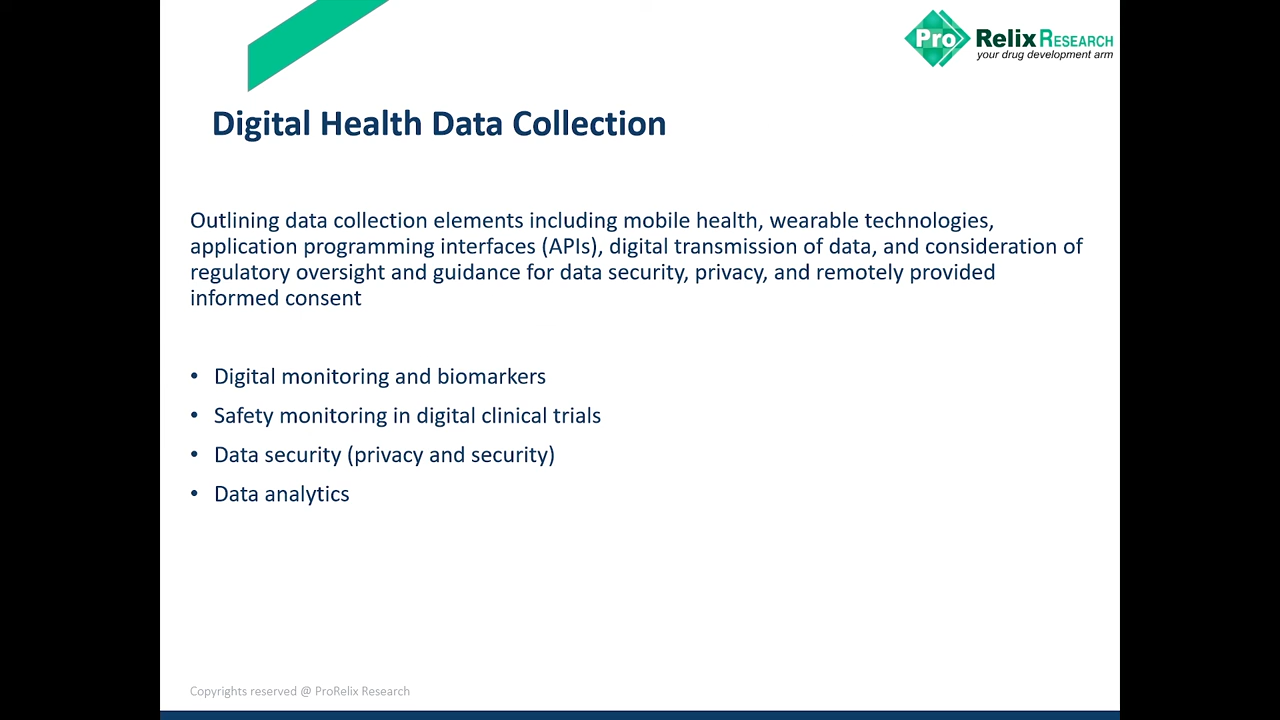 Pro Relix RESEARCH
your drug development arm
Digital Health Data Collection
Outlining data collection elements including mobile health, wearable technologies,
application programming interfaces (APIs), digital transmission of data, and consideration of
regulatory oversight and guidance for data security, privacy, and remotely provided
informed consent
• Digital monitoring and biomarkers
• Safety monitoring in digital clinical trials
• Data security (privacy and security)
• Data analytics
Copyrights reserved @ ProRelix Research